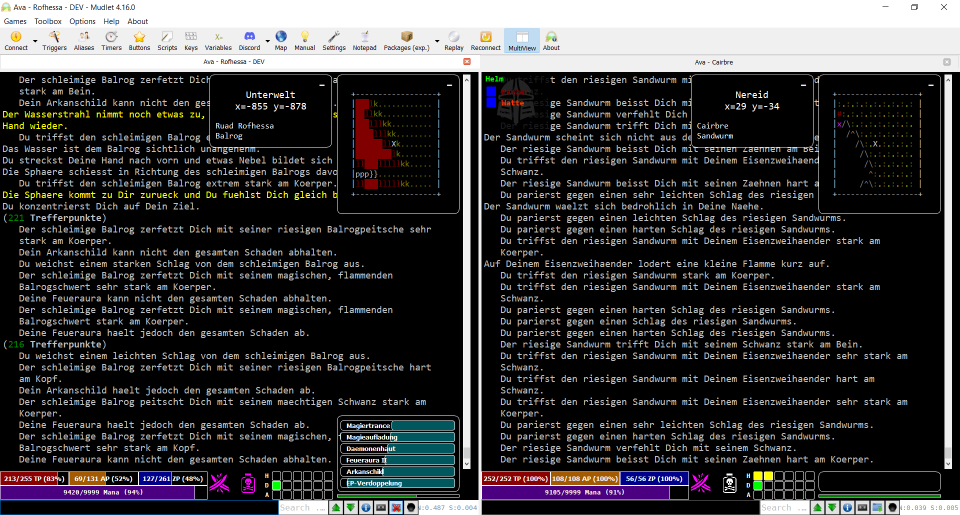 Ava - Rofhessa - DEV - Mudlet 4.16.0
Games Toolbox Options Help About
Connect Triggers Aliases Timers Buttons Scripts Keys Variables Discord Map Manual Settings Notepad Packages (exp.) Replay Reconnect MultiView About
Ava - Rofhessa - DEV
Der schleimige Balrog zerfetzt Dich
stark am Bein.
Dein Arkanschild kann nicht den ges
Der Wasserstrahl nimmt noch etwas zu,
Hand wieder.
Du triffst den schleimigen Balrog e
Das Wasser ist dem Balrog sichtlich unangenehm.
Du streckst Deine Hand nach vorn und etwas Nebel bildet sich
Die Sphaere schiesst in Richtung des schleimigen Balrogs davo
Du triffst den schleimigen Balrog extrem stark am Koerper.
Die Sphaere kommt zu Dir zurueck und Du fuehlst Dich gleich b
Du konzentrierst Dich auf Dein Ziel.
(221 Trefferpunkte)
Der schleimige Balrog zerfetzt Dich mit seiner riesigen Balrogpeitsche sehr
stark am Koerper.
Dein Arkanschild kann nicht den gesamten Schaden abhalten.
Du weichst einem starken Schlag von dem schleimigen Balrog aus.
Der schleimige Balrog zerfetzt Dich mit seinem magischen, flammenden
Balrogschwert sehr stark am Koerper.
Deine Feueraura kann nicht den gesamten Schaden abhalten.
Der schleimige Balrog zerfetzt Dich mit seinem magischen, flammenden
Balrogschwert stark am Koerper.
Deine Feueraura haelt jedoch den gesamten Schaden ab.
(216 Trefferpunkte)
Du weichst einem leichten Schlag von dem schleimigen Balrog aus.
Der schleimige Balrog zerfetzt Dich mit seiner riesigen Balrogpeitsche hart
am Kopf.
Dein Arkanschild haelt jedoch den gesamten Schaden ab.
Der schleimige Balrog peitscht Dich mit seinem maechtigen Schwanz stark am
Koerper.
Deine Feueraura haelt jedoch den gesamten Schaden ab.
Der schleimige Balrog zerfetzt Dich mit seinem magischen,
Balrogschwert sehr stark am Kopf.
Deine Feueraura kann nicht den gesamten Schaden abhalten.
Unterwelt
x=-855 y=-878
Ruad Rofhessa
Balrog
Magiertrance
Magieaufladung
Daemonenhaut
Feueraura II
Arkanschild
EP-Verdoppelung
213/255 TP (83%) 69/131 AP (52%) 127/261 ZP (48%)
9420/9999 Mana (94%)
H
D
A
Search ...
N:0.487 S:0.004
Ava - Cairbre
Helm
Watte
fst den riesigen Sandwurm mi
sige Sandwurm beisst Dich mi
sige Sandwurm verfehlt Dich
sige Sandwurm trifft Dich mi
Der Sandwurm scheint sich nicht aus de
Der riesige Sandwurm beisst Dich mit seinen Zaehnen am Bei
Du triffst den riesigen Sandwurm mit Deinem Eisenzweihaend
Schwanz.
Der riesige Sandwurm beisst Dich mit seinen Zaehnen hart a
Du parierst gegen einen sehr leichten Schlag des riesigen
Der Sandwurm waelzt sich bedrohlich in Deine Naehe.
Du parierst gegen einen leichten Schlag des riesigen Sandwurms.
Du parierst gegen einen harten Schlag des riesigen Sandwurms.
Du triffst den riesigen Sandwurm mit Deinem Eisenzweihaender stark am
Koerper.
Auf Deinem Eisenzweihaender lodert eine kleine Flamme kurz auf.
Du triffst den riesigen Sandwurm stark am Koerper.
Du triffst den riesigen Sandwurm mit Deinem Eisenzweihaender stark am
Schwanz.
Du parierst gegen einen harten Schlag des riesigen Sandwurms.
Du parierst gegen einen Schlag des riesigen Sandwurms.
Du parierst gegen einen harten Schlag des riesigen Sandwurms.
Der riesige Sandwurm trifft Dich mit seinem Schwanz stark am Bein.
Du triffst den riesigen Sandwurm mit Deinem Eisenzweihaender sehr stark am
Schwanz.
Du triffst den riesigen Sandwurm mit Deinem Eisenzweihaender hart am
Schwanz.
Du triffst den riesigen Sandwurm mit Deinem Eisenzweihaender sehr stark am
Koerper.
Du parierst gegen einen sehr leichten Schlag des riesigen Sandwurms.
Du parierst gegen einen harten Schlag des riesigen Sandwurms.
Der riesige Sandwurm verfehlt Dich mit seinem Schwanz.
Der riesige Sandwurm beisst Dich mit seinen Zaehnen hart am Koerper.
Nereid
x=29 y=-34
Cairbre
Sandwurm
252/252 TP (100%) 108/108 AP (100%) 56/56 ZP (100%)
9105/9999 Mana (91%)
H
D
A
Search ...
N:0.039 S:0.005